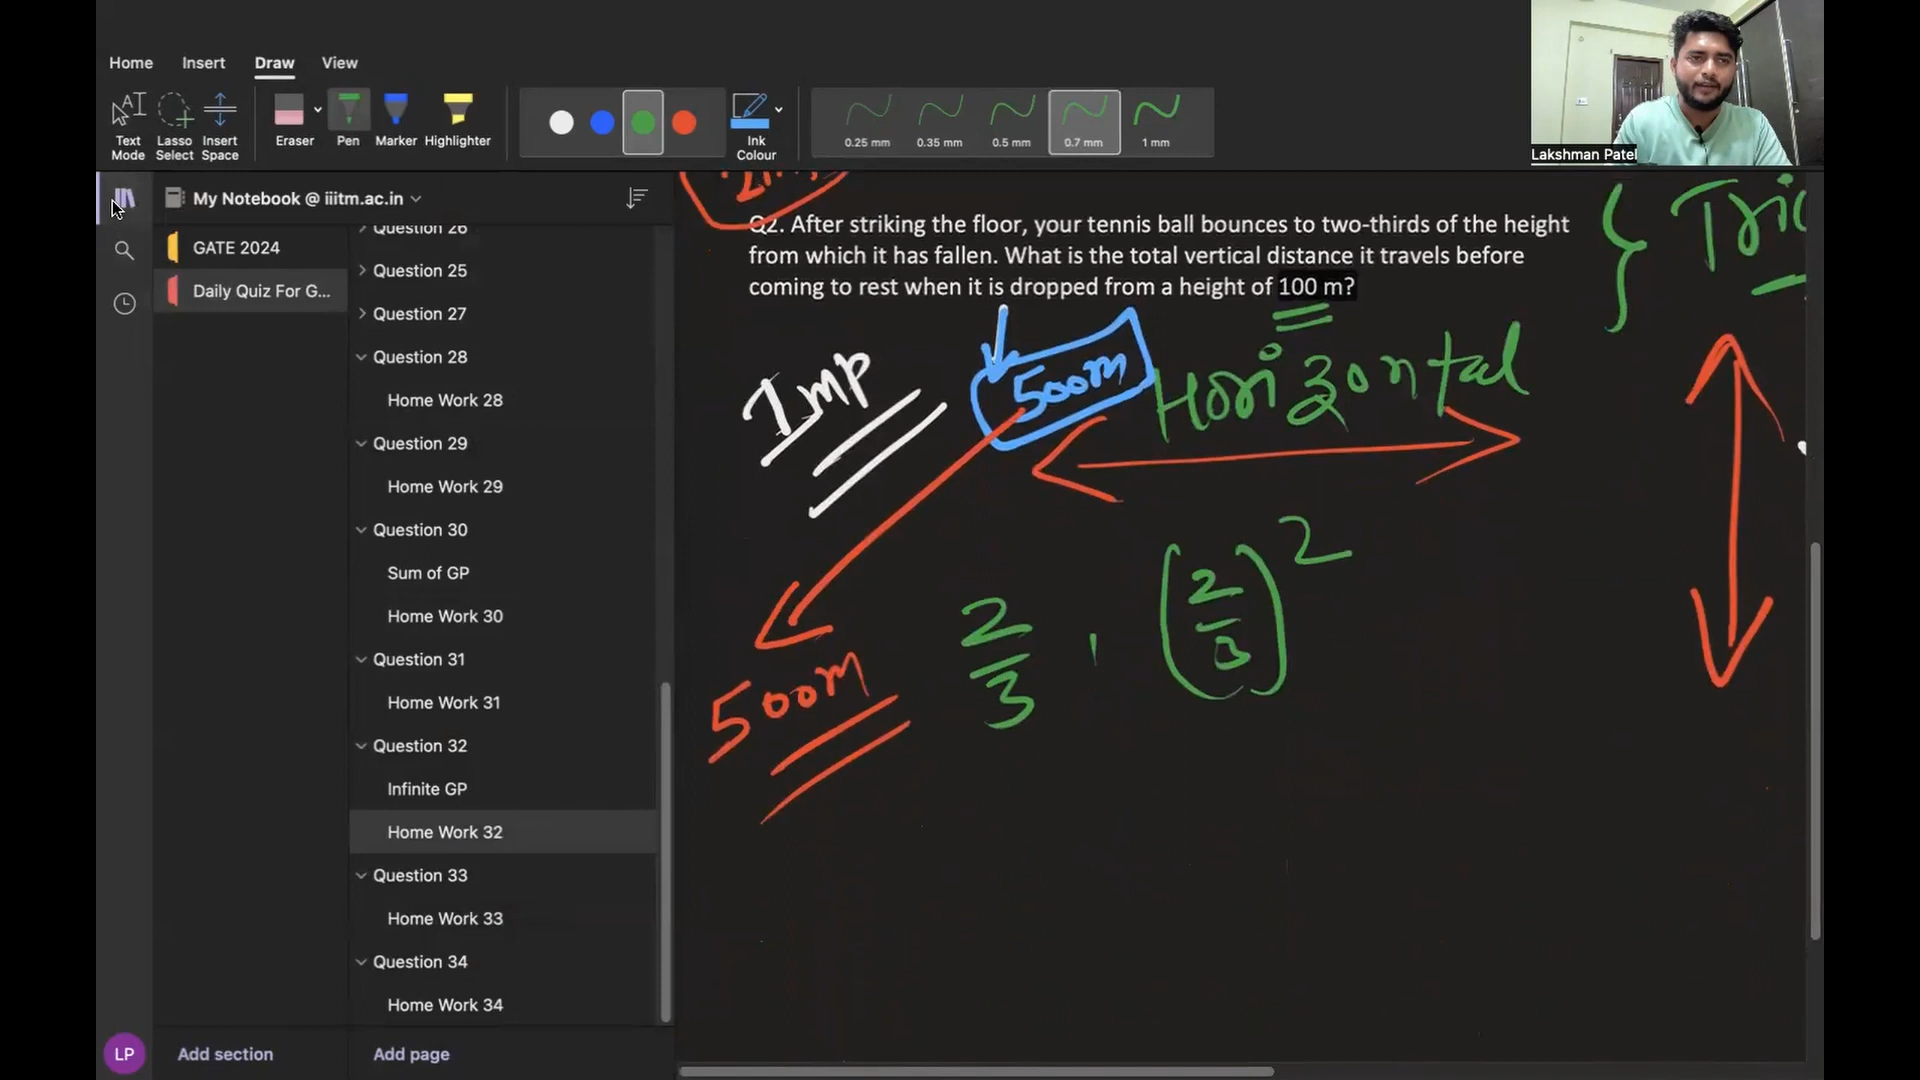 Home Insert Draw View
Text Mode
Lasso Select
Insert Space
Eraser
Pen
Marker
Highlighter
Ink Colour
0.25 mm
0.35 mm
0.5 mm
0.7 mm
1 mm
Lakshman Patel
My Notebook @ iiitm.ac.in
GATE 2024
Daily Quiz For G...
Question 26
Question 25
Question 27
Question 28
Home Work 28
Question 29
Home Work 29
Question 30
Sum of GP
Home Work 30
Question 31
Home Work 31
Question 32
Infinite GP
Home Work 32
Question 33
Home Work 33
Question 34
Home Work 34
LP
Add section
Add page
Q2. After striking the floor, your tennis ball bounces to two-thirds of the height
from which it has fallen. What is the total vertical distance it travels before
coming to rest when it is dropped from a height of 100 m?
Imp
500m
Horizontal
2/3 , (2/3)^2
500m